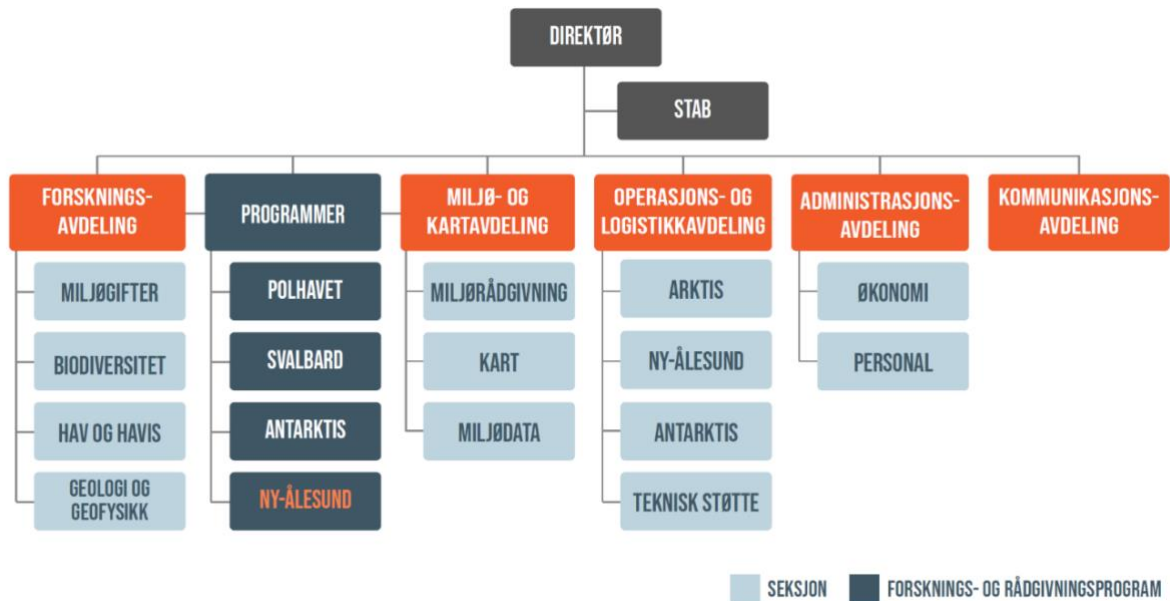 DIREKTØR
STAB
FORSKNINGS-
AVDELING
PROGRAMMER
MILJØ- OG
KARTAVDELING
OPERASJONS- OG
LOGISTIKKAVDELING
ADMINISTRASJONS-
AVDELING
KOMMUNIKASJONS-
AVDELING
MILJØGIFTER
BIODIVERSITET
HAV OG HAVIS
GEOLOGI OG
GEOFYSIKK
POLHAVET
SVALBARD
ANTARKTIS
NY-ÅLESUND
MILJØRÅDGIVNING
KART
MILJØDATA
ARKTIS
NY-ÅLESUND
ANTARKTIS
TEKNISK STØTTE
ØKONOMI
PERSONAL
SEKSJON
FORSKNINGS- OG RÅDGIVNINGSPROGRAM